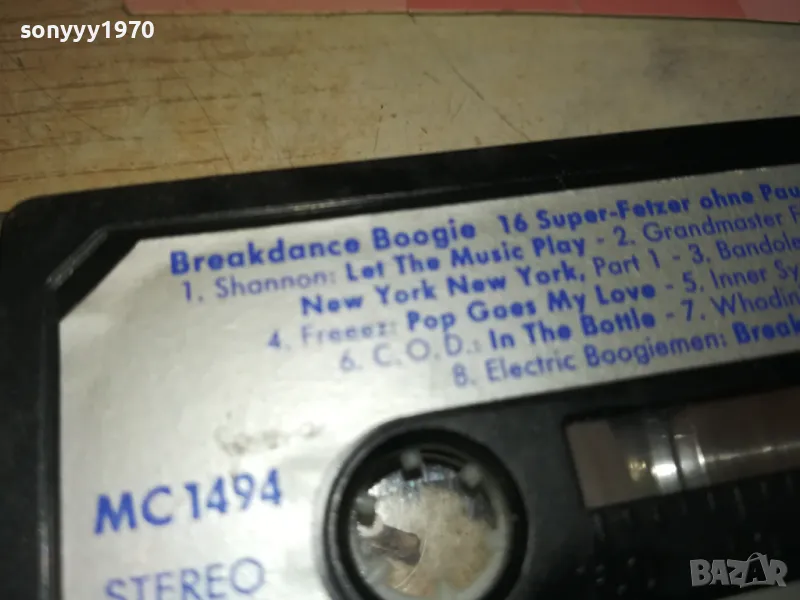 sonyyy1970
Breakdance Boogie 16 Super-Fetzer ohne Pau
1. Shannon: Let The Music Play - 2. Grandmaster F
New York New York, Part 1 - 3. Bandole
4. Freeez: Pop Goes My Love - 5. Inner Sy
6. C.O.D.: In The Bottle - 7. Whodin
8. Electric Boogiemen: Break
MC 1494
STEREO
BAZAR